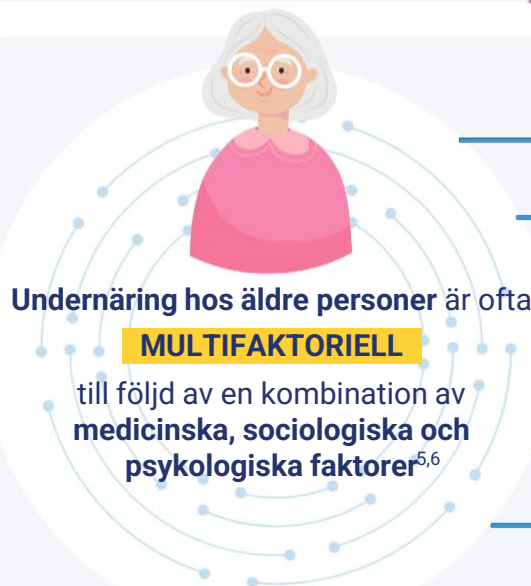 Undernäring hos äldre personer är ofta
MULTIFAKTORIELL
till följd av en kombination av
medicinska, sociologiska och
psykologiska faktorer5,6